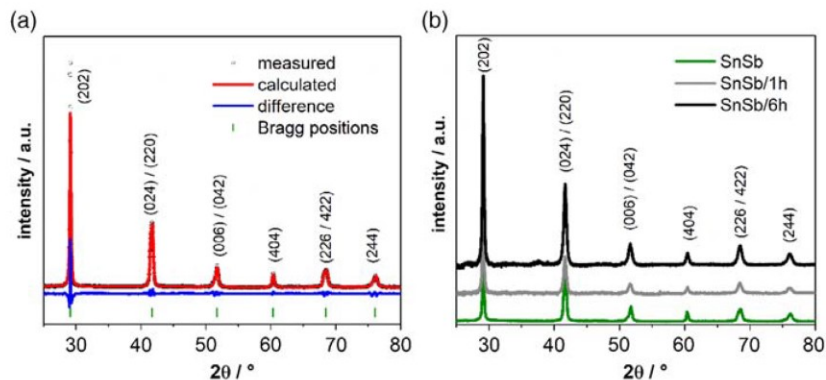 (a)
measured
calculated
difference
Bragg positions
(202)
(024) / (220)
(006) / (042)
(404)
(226 / 422)
(244)
intensity / a.u.
30 40 50 60 70 80
2θ / °
(b)
SnSb
SnSb/1h
SnSb/6h
(202)
(024) / (220)
(006) / (042)
(404)
(226 / 422)
(244)
intensity / a.u.
30 40 50 60 70 80
2θ / °